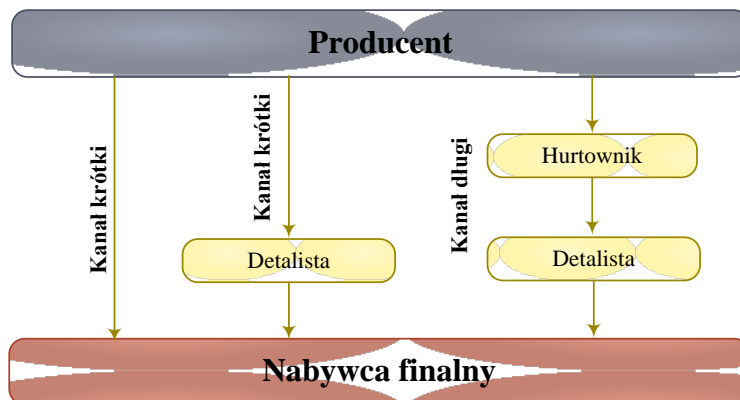 Producent
Kanał krótki
Kanał krótki
Kanał długi
Hurtownik
Detalista
Detalista
Nabywca finalny